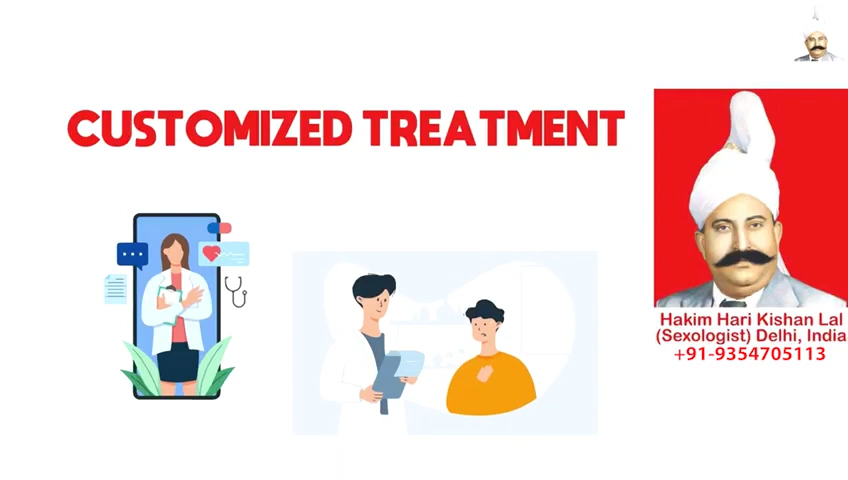 CUSTOMIZED TREATMENT
Hakim Hari Kishan Lal
(Sexologist) Delhi, India
+91-9354705113